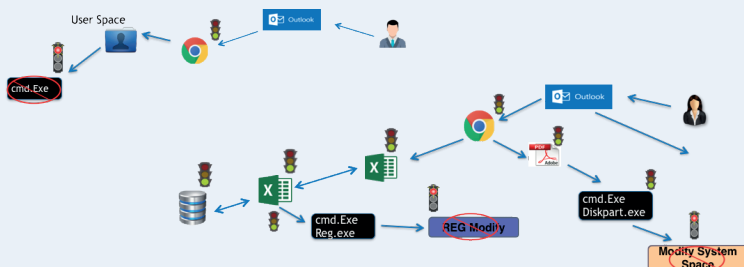 User Space
Outlook
cmd.Exe
Outlook
PDF
Adobe
cmd.Exe
Diskpart.exe
cmd.Exe
Reg.exe
REG Modify
Modify System
Space